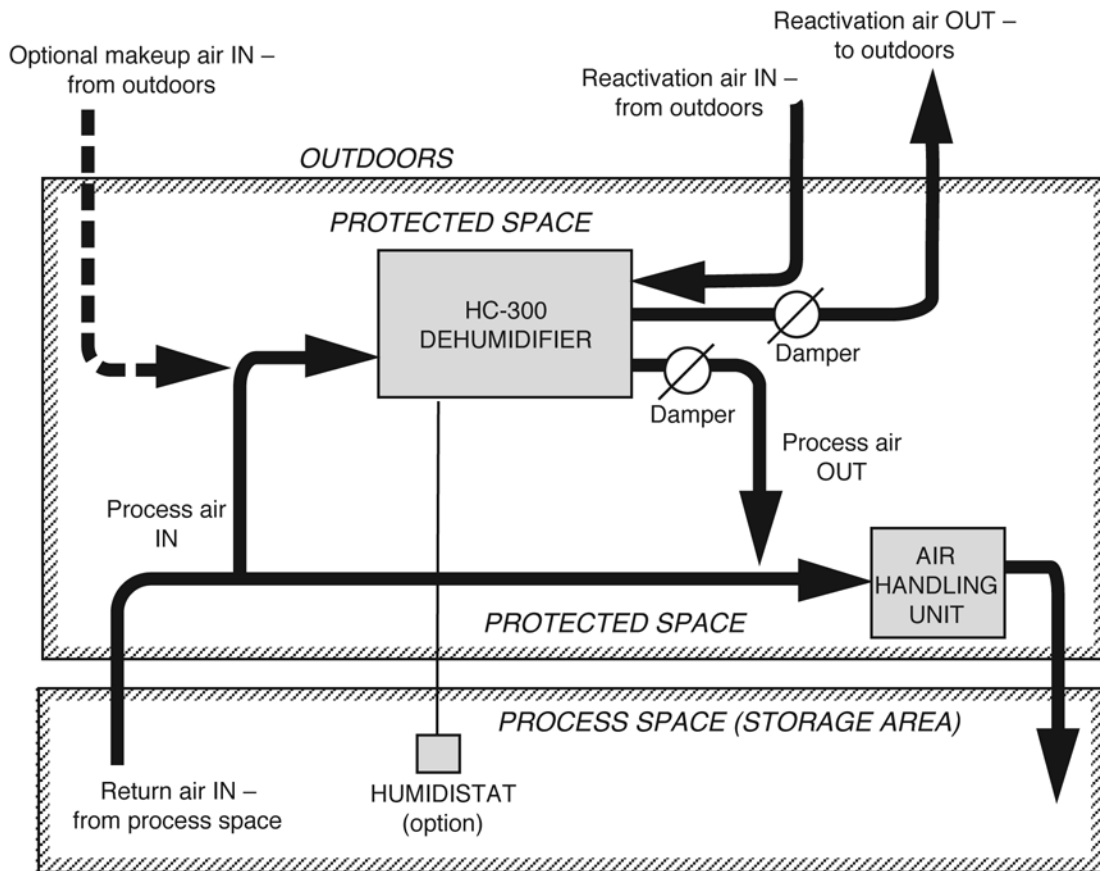 Optional makeup air IN –
from outdoors
Reactivation air OUT –
to outdoors
Reactivation air IN –
from outdoors
OUTDOORS
PROTECTED SPACE
HC-300
DEHUMIDIFIER
Damper
Damper
Process air
OUT
Process air
IN
AIR
HANDLING
UNIT
PROTECTED SPACE
PROCESS SPACE (STORAGE AREA)
Return air IN –
from process space
HUMIDISTAT
(option)